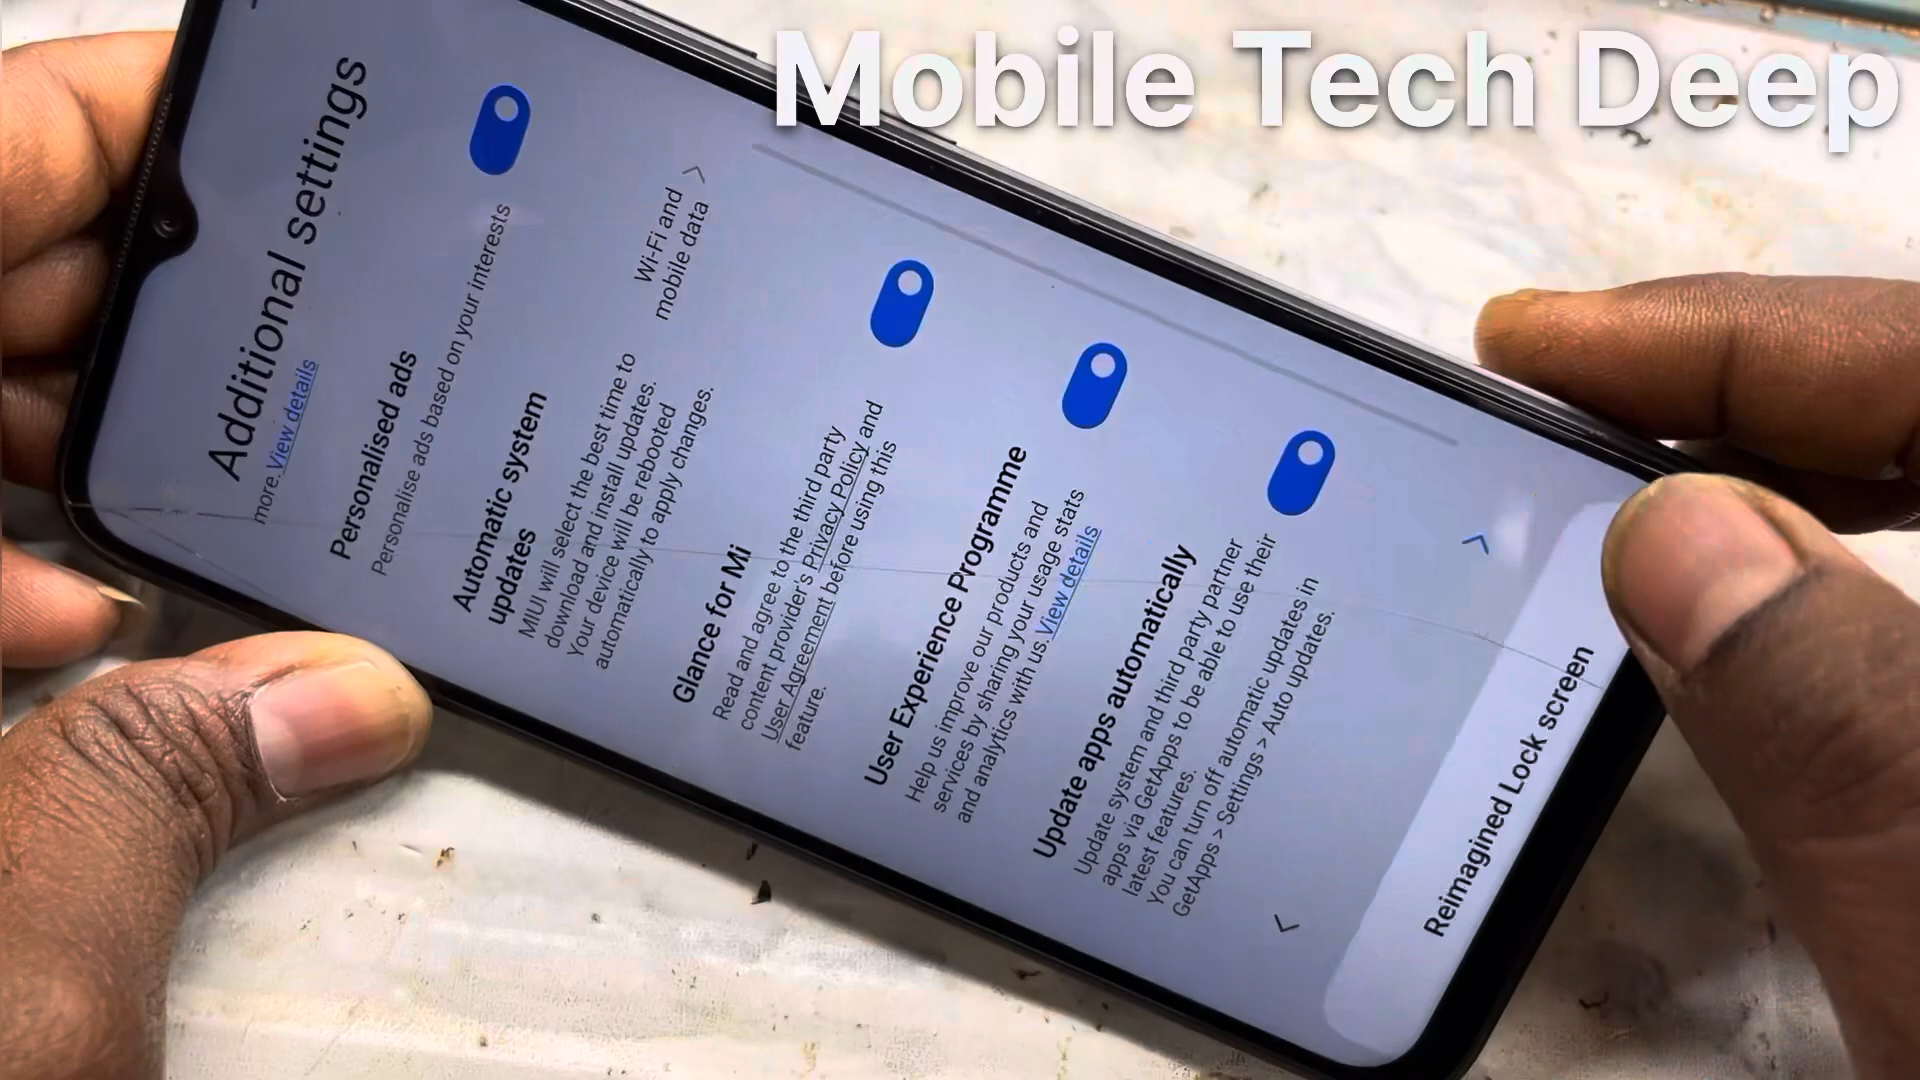 Mobile Tech Deep
Additional settings
more. View details
Personalised ads
Personalise ads based on your interests
Automatic system
updates
MIUI will select the best time to
download and install updates.
Your device will be rebooted
automatically to apply changes.
Wi-Fi and
mobile data
Glance for Mi
Read and agree to the third party
content provider's Privacy Policy and
User Agreement before using this
feature.
User Experience Programme
Help us improve our products and
services by sharing your usage stats
and analytics with us. View details
Update apps automatically
Update system and third party partner
apps via GetApps to be able to use their
latest features.
You can turn off automatic updates in
GetApps > Settings > Auto updates.
Reimagined Lock screen